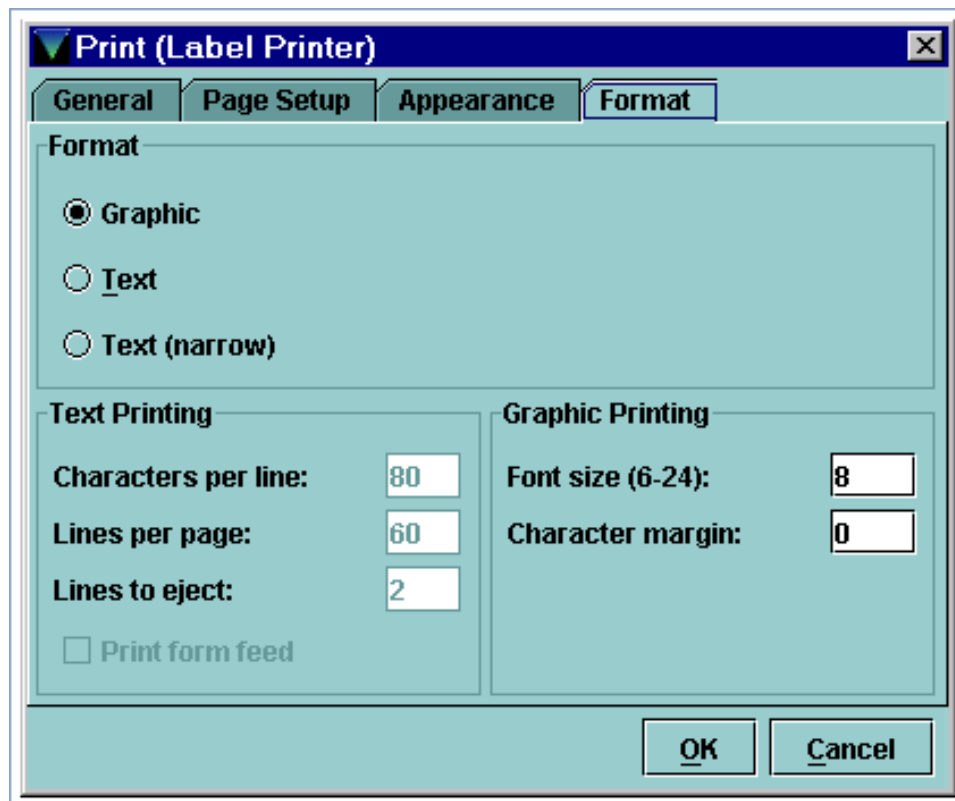 Print (Label Printer)
General Page Setup Appearance Format
Format
Graphic
Text
Text (narrow)
Text Printing
Characters per line: 80
Lines per page: 60
Lines to eject: 2
Print form feed
Graphic Printing
Font size (6-24): 8
Character margin: 0
OK Cancel